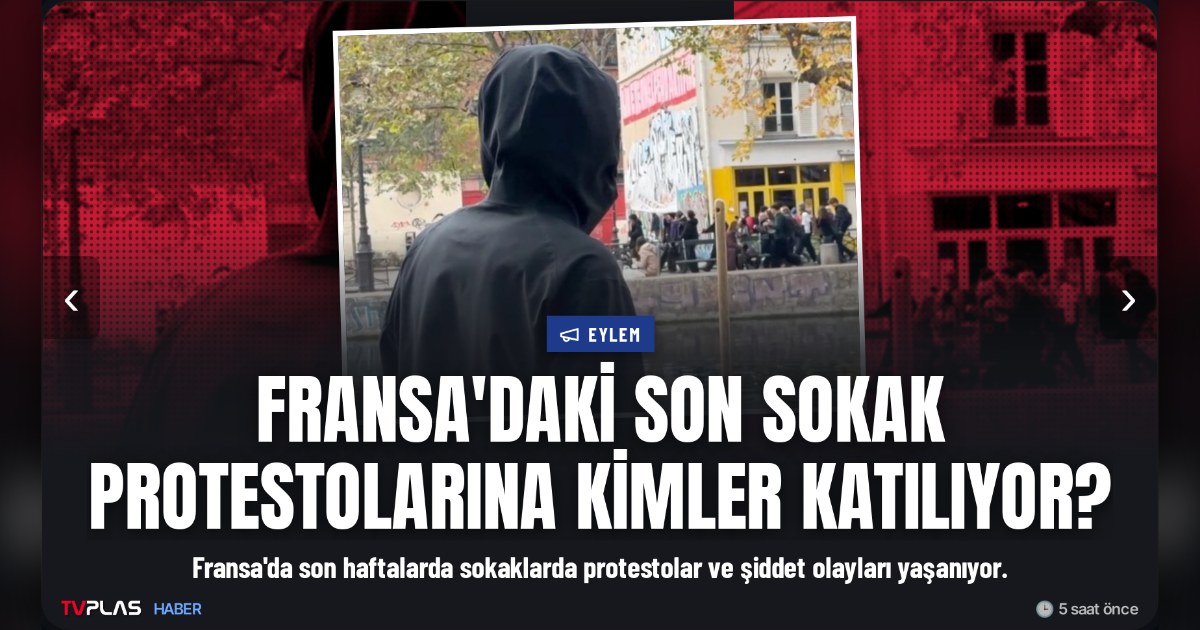 EYLEM
FRANSA'DAKİ SON SOKAK
PROTESTOLARINA KİMLER KATILIYOR?
Fransa'da son haftalarda sokaklarda protestolar ve şiddet olayları yaşanıyor.
TVPLAS HABER
5 saat önce